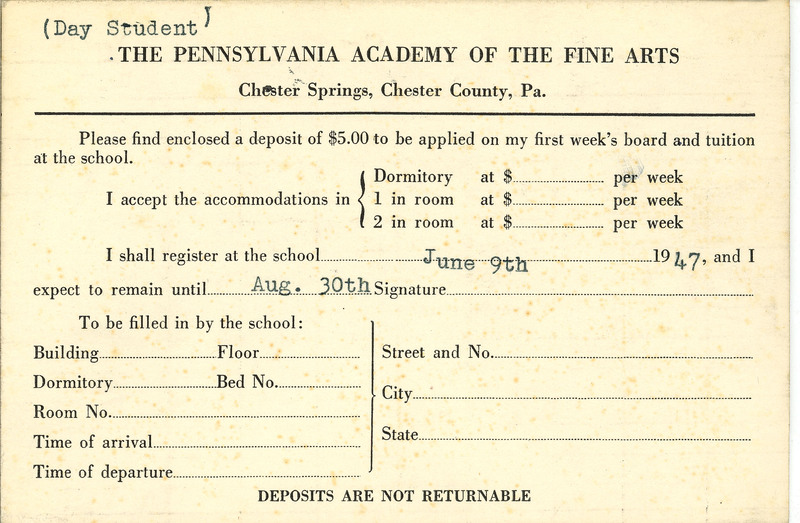 (Day Student)
THE PENNSYLVANIA ACADEMY OF THE FINE ARTS
Chester Springs, Chester County, Pa.
Please find enclosed a deposit of $5.00 to be applied on my first week's board and tuition
at the school.
Dormitory at $ per week
I accept the accommodations in 1 in room at $ per week
2 in room at $ per week
I shall register at the school June 9th 1947, and I
expect to remain until Aug. 30th Signature
To be filled in by the school:
Building Floor
Dormitory Bed No.
Room No.
Time of arrival
Time of departure
Street and No.
City
State
DEPOSITS ARE NOT RETURNABLE